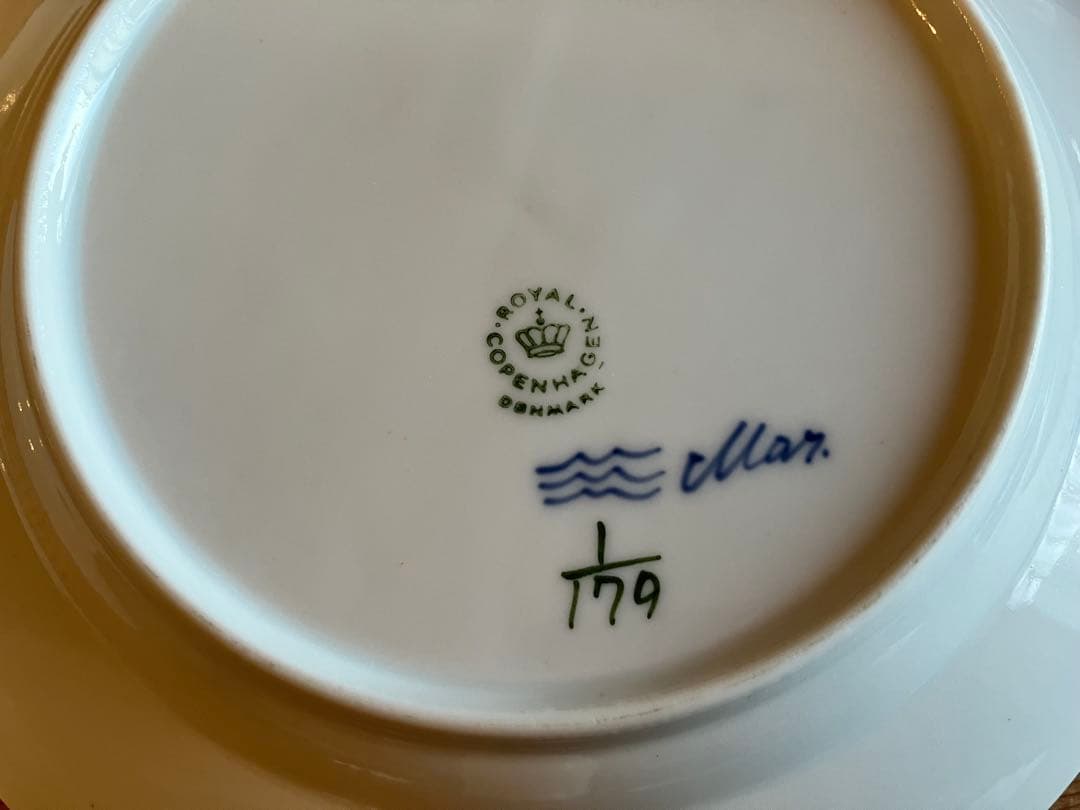 ROYAL
COPENHAGEN
DENMARK
Mar.
1
179